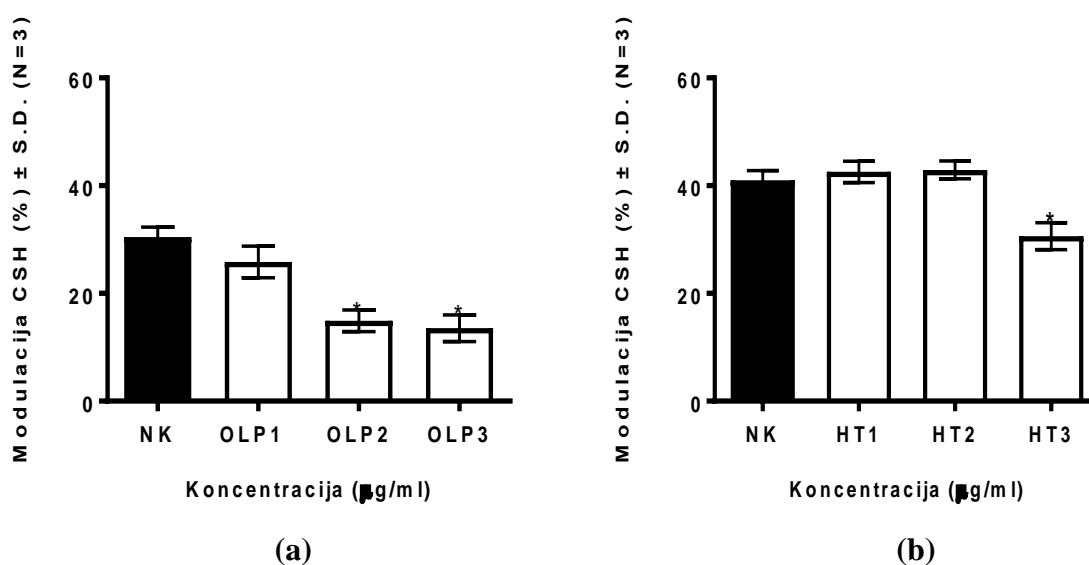 Modulacija CSH (%) ± S.D. (N=3)
60
40
20
0
*
*
NK OLP1 OLP2 OLP3
Koncentracija (μg/ml)
(a)
Modulacija CSH (%) ± S.D. (N=3)
60
40
20
0
*
NK HT1 HT2 HT3
Koncentracija (μg/ml)
(b)